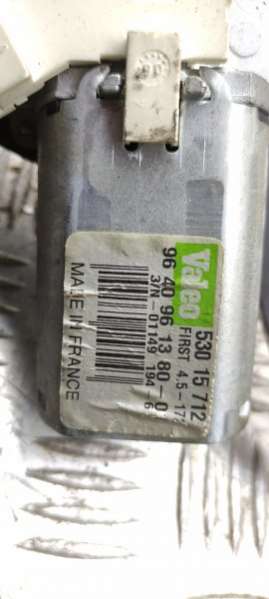 Valeo
530 15 712
FIRST 4.5-17
96 40 96 13 80-0
3/N- 01149 194-6
MADE IN FRANCE